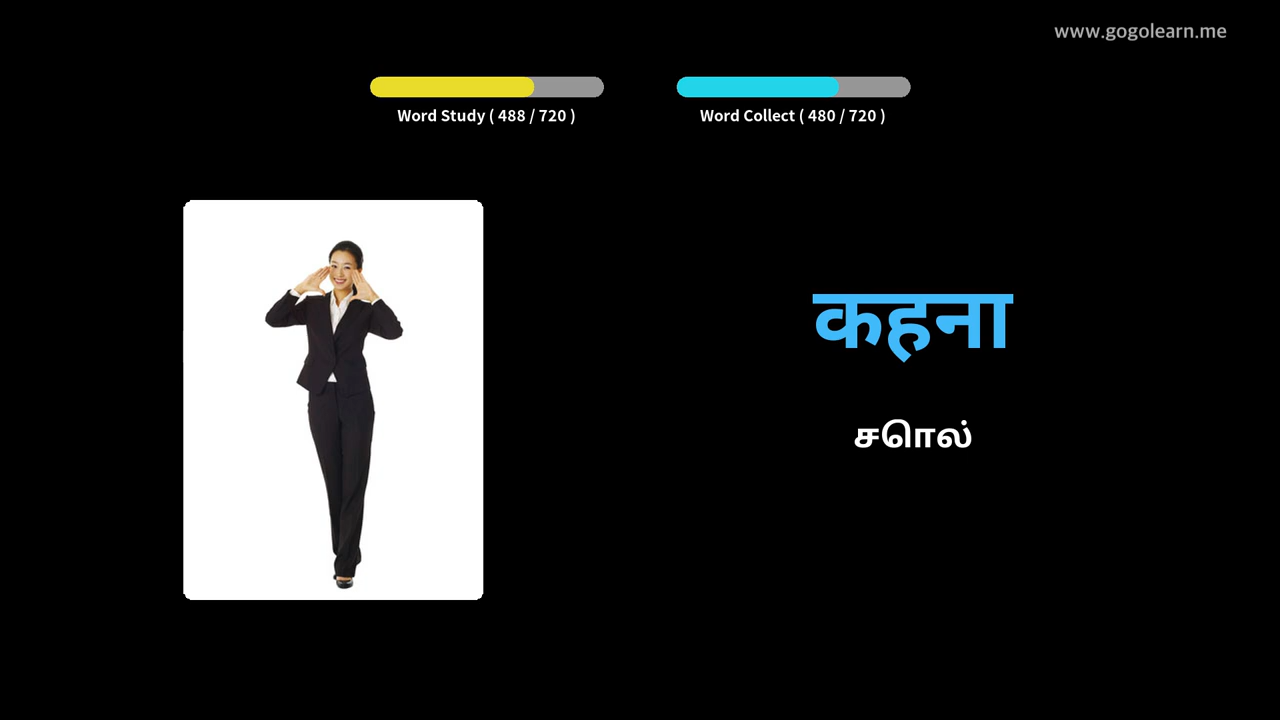 www.gogolearn.me
Word Study ( 488 / 720 )
Word Collect ( 480 / 720 )
कहना
சொல்